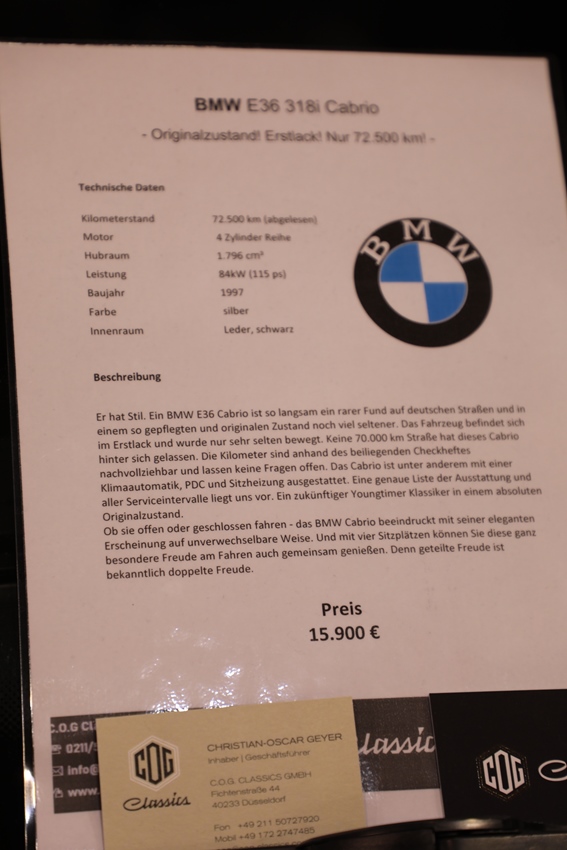 BMW E36 318i Cabrio
- Originalzustand! Erstlack! Nur 72.500 km! -
Technische Daten
Kilometerstand 72.500 km (abgelesen)
Motor 4 Zylinder Reihe
Hubraum 1.796 cm³
Leistung 84kW (115 ps)
Baujahr 1997
Farbe silber
Innenraum Leder, schwarz
BMW
Beschreibung
Er hat Stil. Ein BMW E36 Cabrio ist so langsam ein rarer Fund auf deutschen Straßen und in
einem so gepflegten und originalen Zustand noch viel seltener. Das Fahrzeug befindet sich
im Erstlack und wurde nur sehr selten bewegt. Keine 70.000 km Straße hat dieses Cabrio
hinter sich gelassen. Die Kilometer sind anhand des beiliegenden Checkheftes
nachvollziehbar und lassen keine Fragen offen. Das Cabrio ist unter anderem mit einer
Klimaautomatik, PDC und Sitzheizung ausgestattet. Eine genaue Liste der Ausstattung und
aller Serviceintervalle liegt uns vor. Ein zukünftiger Youngtimer Klassiker in einem absoluten
Originalzustand.
Ob sie offen oder geschlossen fahren - das BMW Cabrio beeindruckt mit seiner eleganten
Erscheinung auf unverwechselbare Weise. Und mit vier Sitzplätzen können Sie diese ganz
besondere Freude am Fahren auch gemeinsam genießen. Denn geteilte Freude ist
bekanntlich doppelte Freude.
Preis
15.900 €
C.O.G CL
0211/
info@
www.
lassic
COG
Classics
CHRISTIAN-OSCAR GEYER
Inhaber | Geschäftsführer
C.O.G. CLASSICS GMBH
Fichtenstraße 44
40233 Düsseldorf
Fon +49 211 50727920
Mobil +49 172 2747485
COG
C